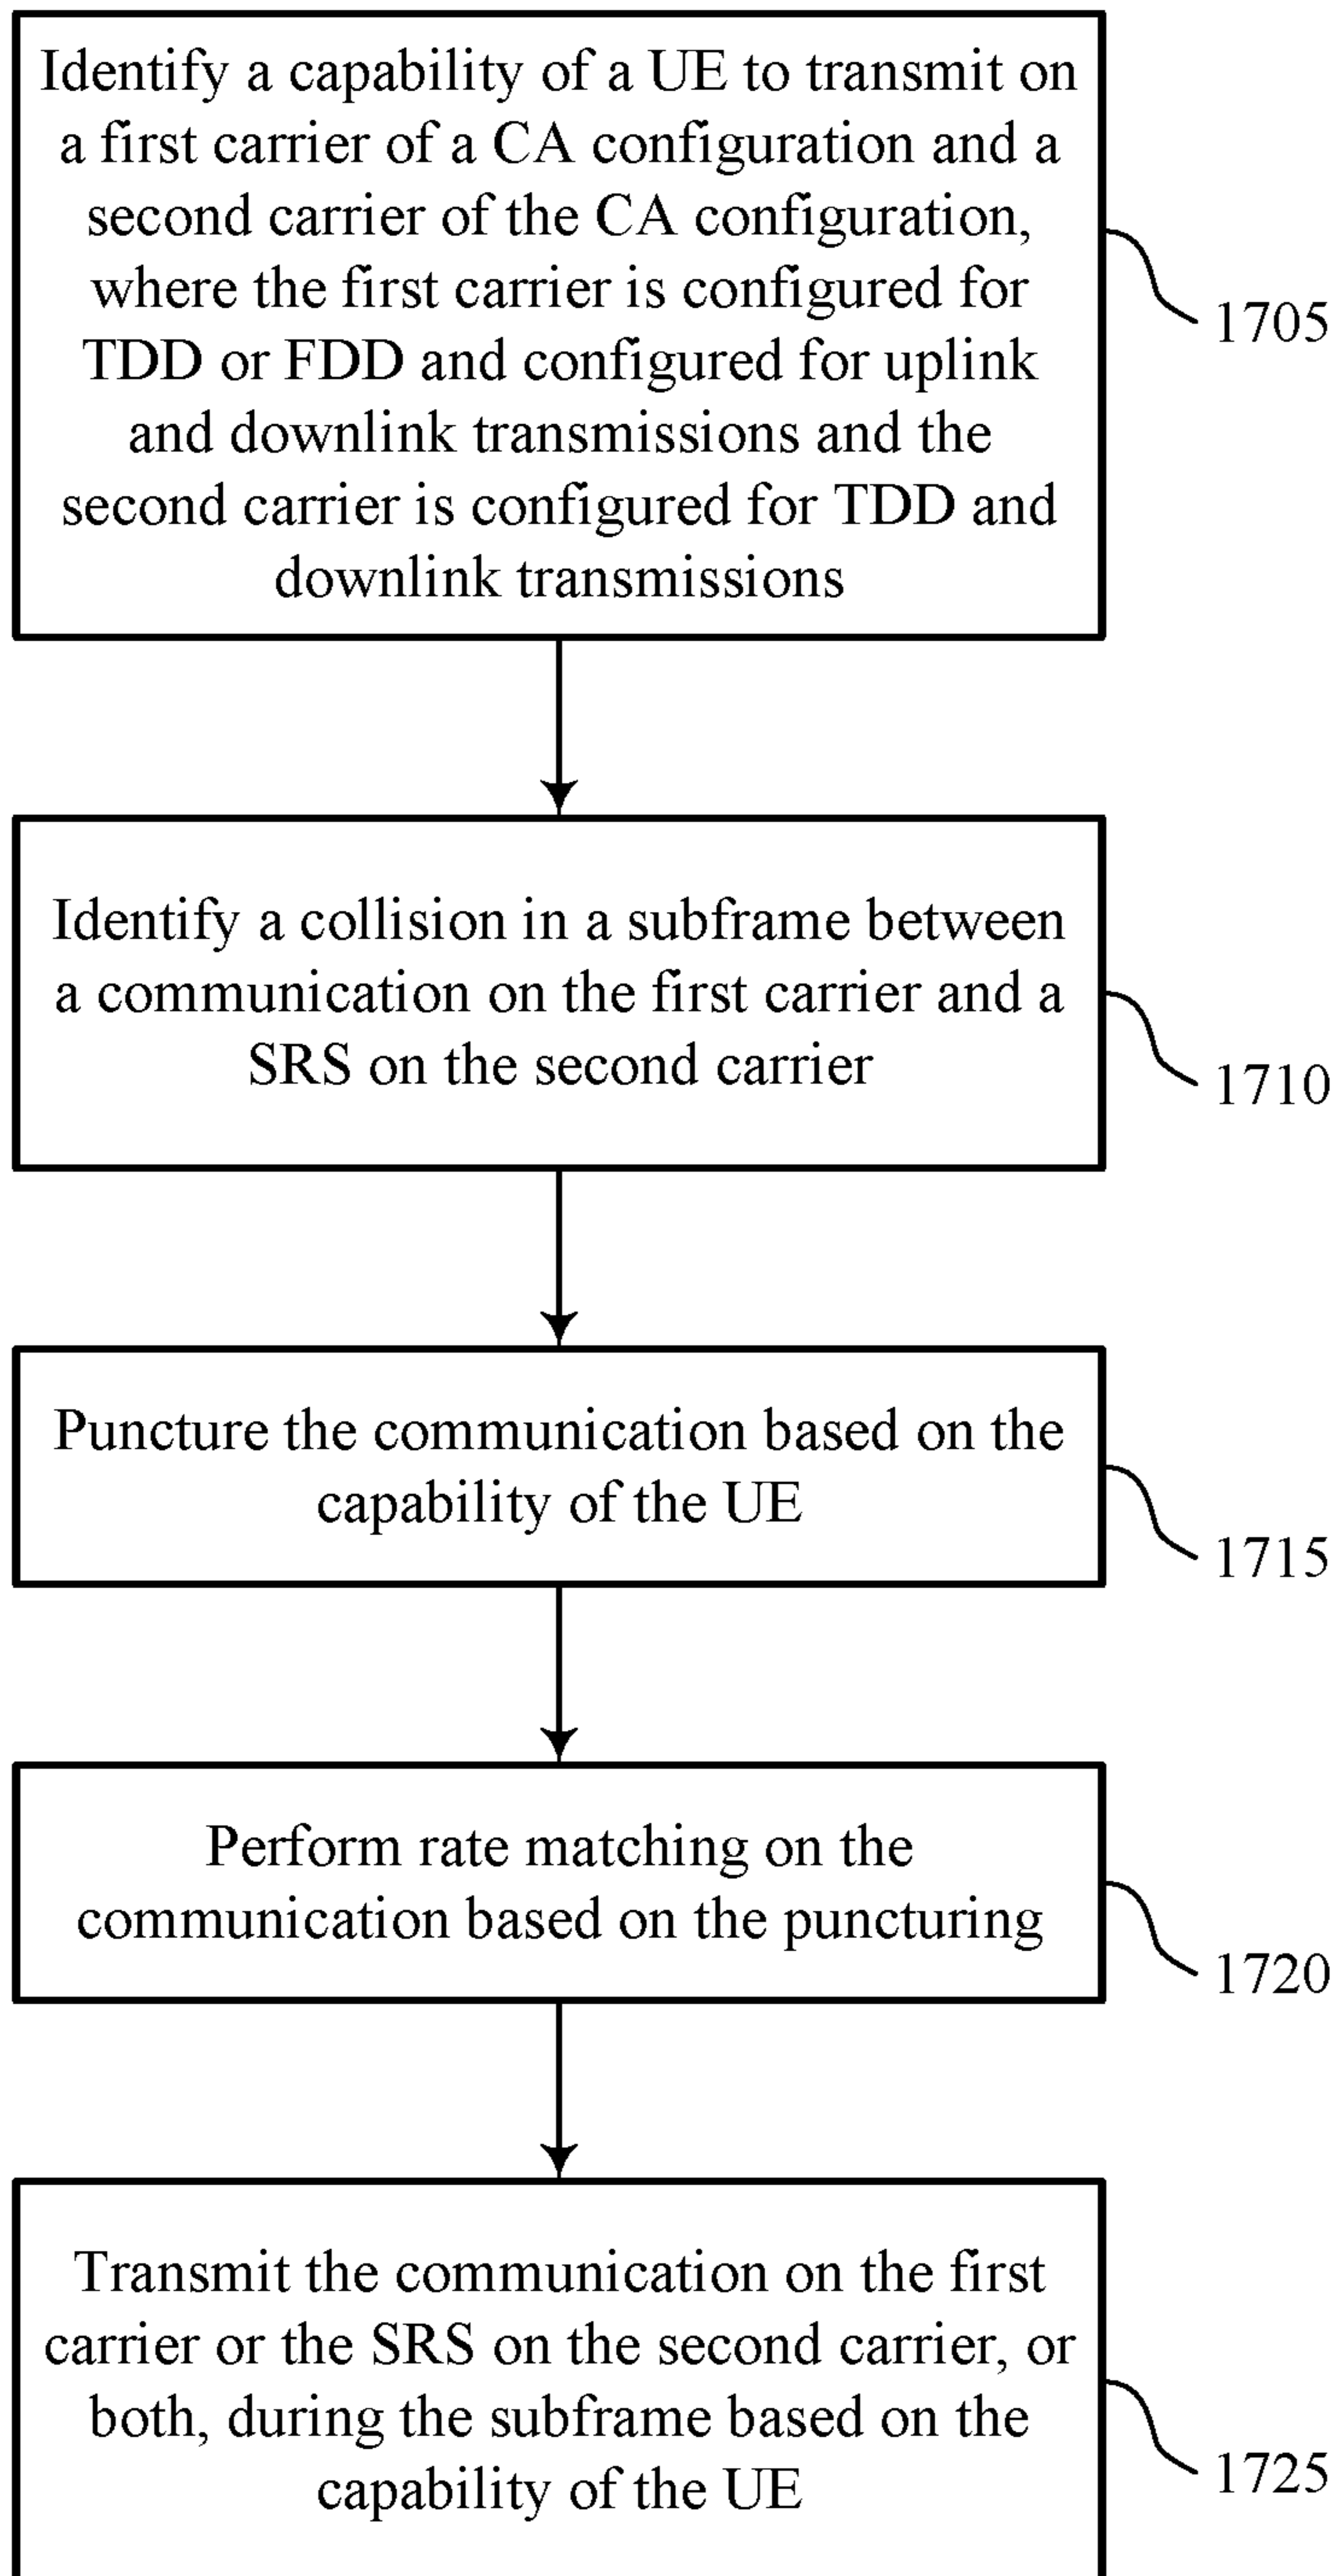 Identify a capability of a UE to transmit on
a first carrier of a CA configuration and a
second carrier of the CA configuration,
where the first carrier is configured for
TDD or FDD and configured for uplink
and downlink transmissions and the
second carrier is configured for TDD and
downlink transmissions
1705
Identify a collision in a subframe between
a communication on the first carrier and a
SRS on the second carrier
1710
Puncture the communication based on the
capability of the UE
1715
Perform rate matching on the
communication based on the puncturing
1720
Transmit the communication on the first
carrier or the SRS on the second carrier, or
both, during the subframe based on the
capability of the UE
1725